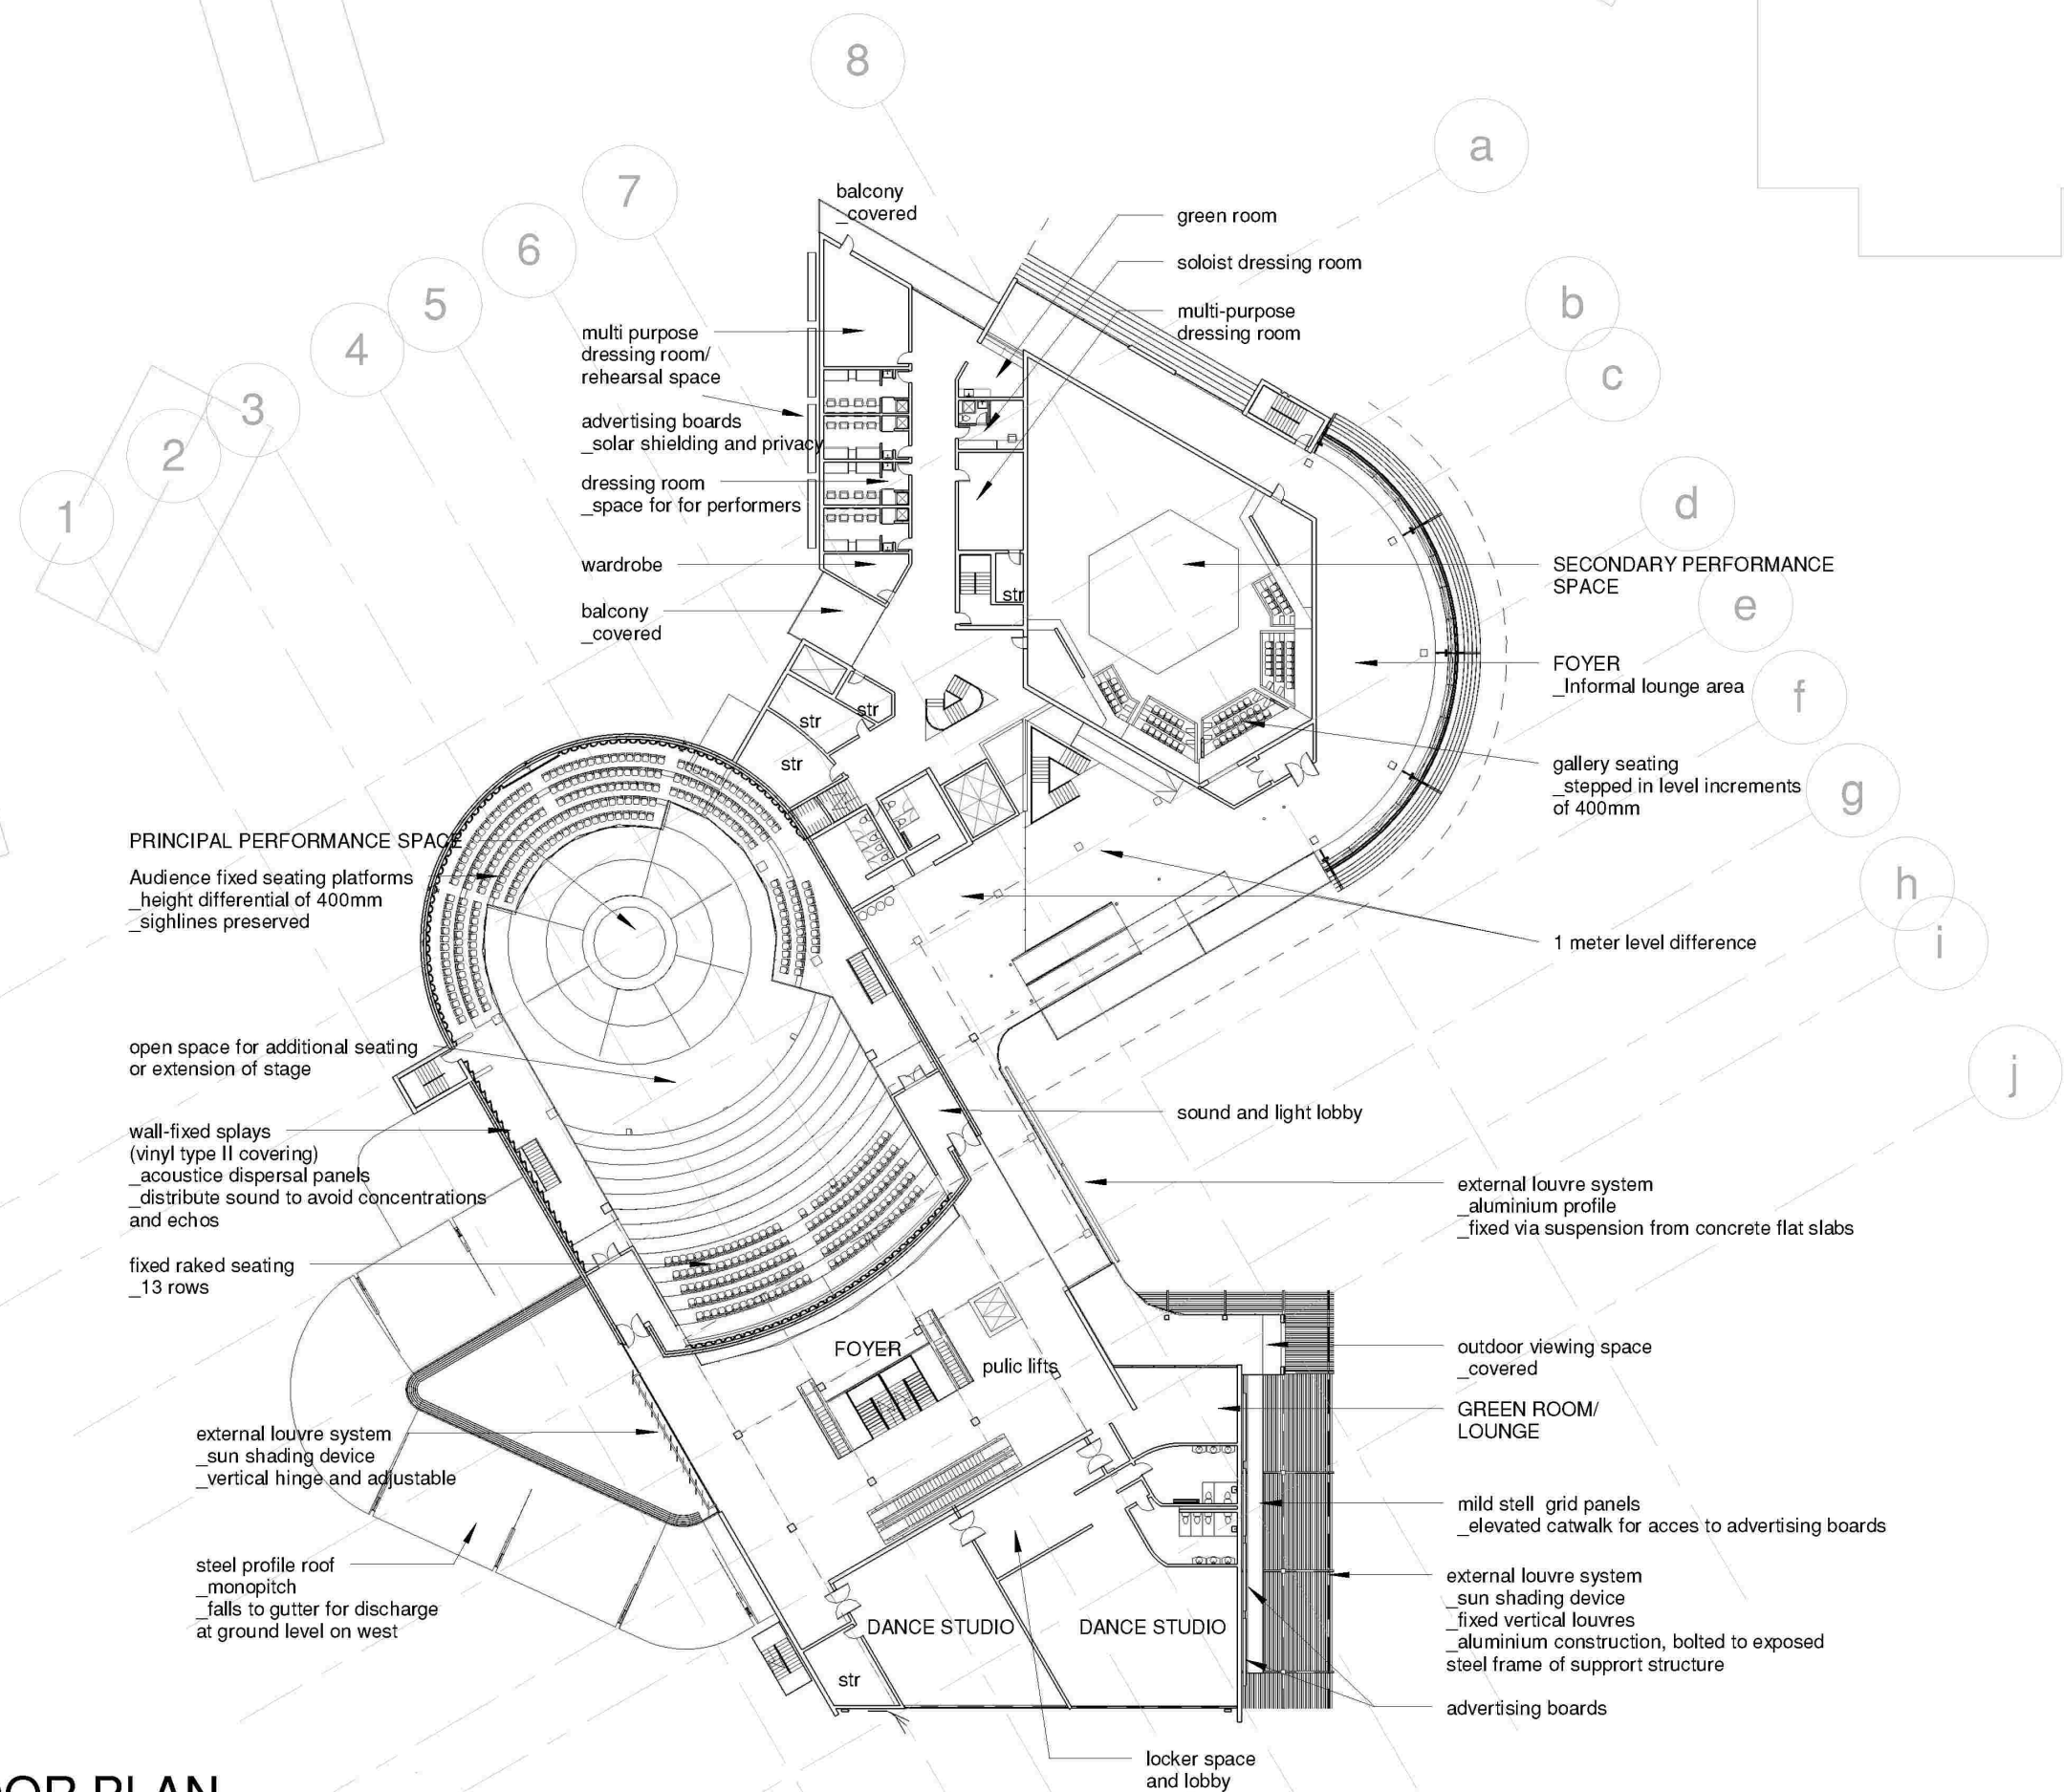 8
a
7
6
b
5
c
4
3
2
d
1
e
f
g
h
i
j
balcony
_covered
green room
soloist dressing room
multi-purpose
dressing room
multi purpose
dressing room/
rehearsal space
advertising boards
_solar shielding and privacy
dressing room
_space for for performers
wardrobe
balcony
_covered
str
str
str
str
SECONDARY PERFORMANCE
SPACE
FOYER
_Informal lounge area
gallery seating
_stepped in level increments
of 400mm
1 meter level difference
PRINCIPAL PERFORMANCE SPACE
Audience fixed seating platforms
_height differential of 400mm
_sighlines preserved
open space for additional seating
or extension of stage
wall-fixed splays
(vinyl type II covering)
_acoustice dispersal panels
_distribute sound to avoid concentrations
and echos
fixed raked seating
_13 rows
sound and light lobby
external louvre system
_aluminium profile
_fixed via suspension from concrete flat slabs
FOYER
pulic lifts
outdoor viewing space
_covered
GREEN ROOM/
LOUNGE
external louvre system
_sun shading device
_vertical hinge and adjustable
mild stell grid panels
_elevated catwalk for acces to advertising boards
steel profile roof
_monopitch
_falls to gutter for discharge
at ground level on west
external louvre system
_sun shading device
_fixed vertical louvres
_aluminium construction, bolted to exposed
steel frame of supprort structure
DANCE STUDIO
DANCE STUDIO
str
advertising boards
locker space
and lobby
PLAN